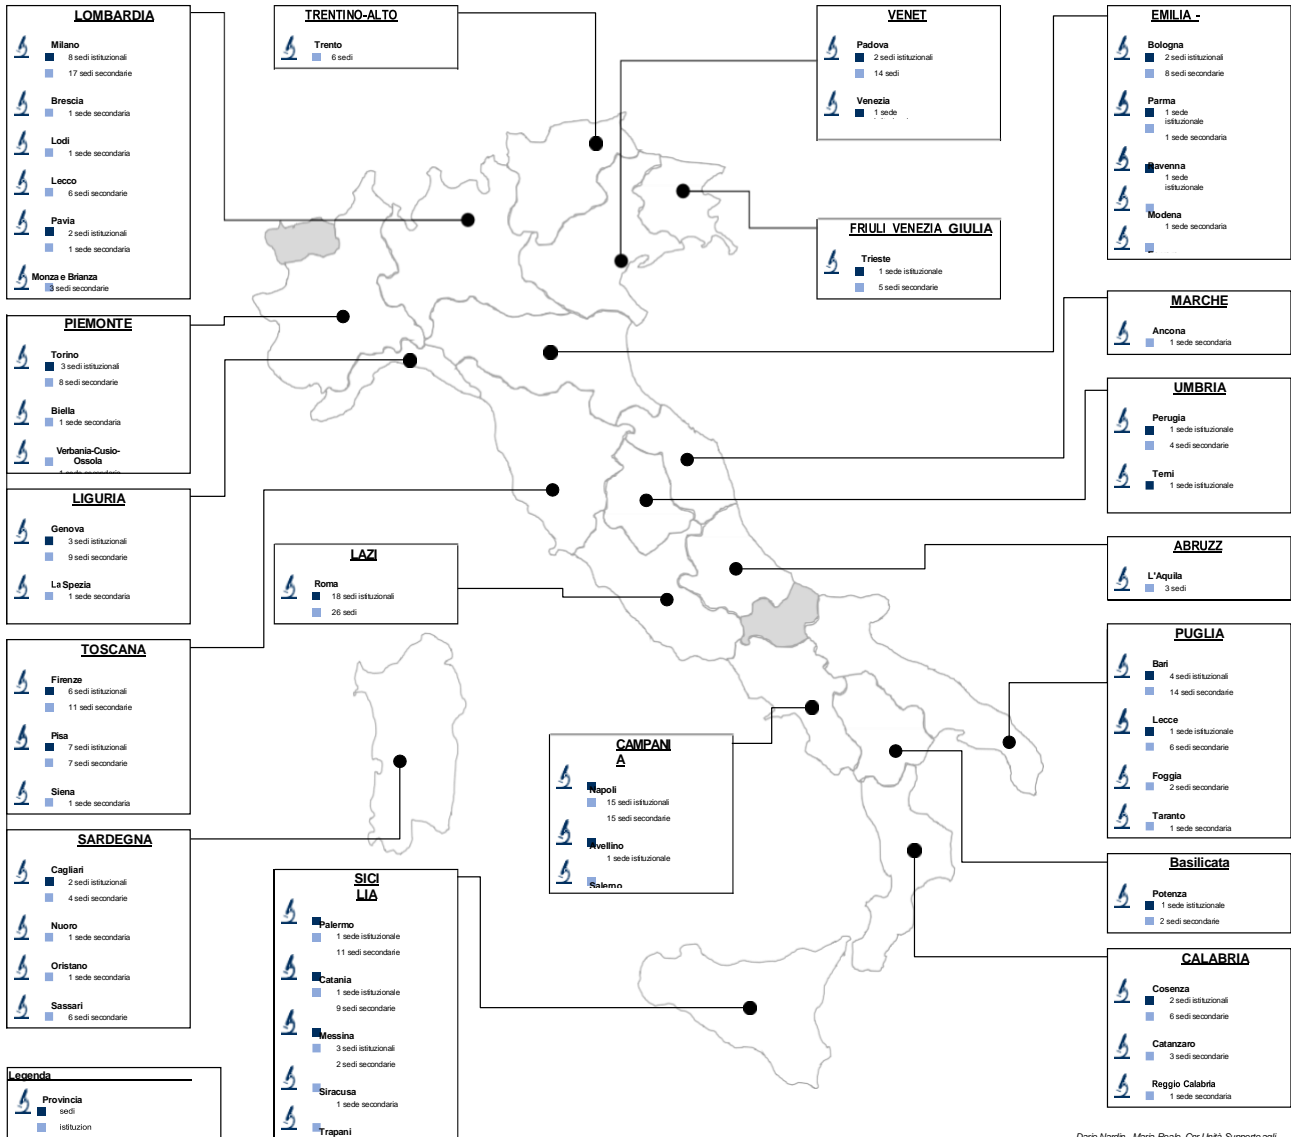 LOMBARDIA
Milano
8 sedi istituzionali
17 sedi secondarie
Brescia
1 sede secondaria
Lodi
1 sede secondaria
Lecco
6 sedi secondarie
Pavia
2 sedi istituzionali
1 sede secondaria
Monza e Brianza
3 sedi secondarie
PIEMONTE
Torino
3 sedi istituzionali
8 sedi secondarie
Biella
1 sede secondaria
Verbania-Cusio-
Ossola
LIGURIA
Genova
3 sedi istituzionali
9 sedi secondarie
La Spezia
1 sede secondaria
TOSCANA
Firenze
6 sedi istituzionali
11 sedi secondarie
Pisa
7 sedi istituzionali
7 sedi secondarie
Siena
1 sede secondaria
SARDEGNA
Cagliari
2 sedi istituzionali
4 sedi secondarie
Nuoro
1 sede secondaria
Oristano
1 sede secondaria
Sassari
6 sedi secondarie
Legenda
Provincia
sedi
istituzion
TRENTINO-ALTO
Trento
6 sedi
LAZI
Roma
18 sedi istituzionali
26 sedi
SICI
LIA
Palermo
1 sede istituzionale
11 sedi secondarie
Catania
1 sede istituzionale
9 sedi secondarie
Messina
3 sedi istituzionali
2 sedi secondarie
Siracusa
1 sede secondaria
Trapani
CAMPANI
A
Napoli
15 sedi istituzionali
15 sedi secondarie
Avellino
1 sede istituzionale
Salerno
VENET
Padova
2 sedi istituzionali
14 sedi
Venezia
1 sede
FRIULI VENEZIA GIULIA
Trieste
1 sede istituzionale
5 sedi secondarie
EMILIA -
Bologna
2 sedi istituzionali
8 sedi secondarie
Parma
1 sede
istituzionale
1 sede secondaria
Ravenna
1 sede
istituzionale
Modena
1 sede secondaria
MARCHE
Ancona
1 sede secondaria
UMBRIA
Perugia
1 sede istituzionale
4 sedi secondarie
Terni
1 sede istituzionale
ABRUZZ
L'Aquila
3 sedi
PUGLIA
Bari
4 sedi istituzionali
14 sedi secondarie
Lecce
1 sede istituzionale
6 sedi secondarie
Foggia
2 sedi secondarie
Taranto
1 sede secondaria
Basilicata
Potenza
1 sede istituzionale
2 sedi secondarie
CALABRIA
Cosenza
2 sedi istituzionali
6 sedi secondarie
Catanzaro
3 sedi secondarie
Reggio Calabria
1 sede secondaria